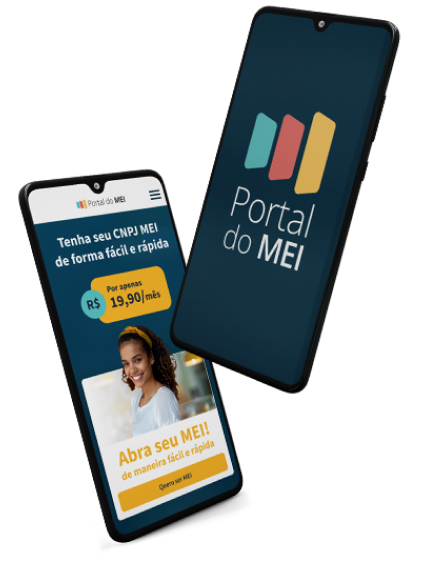 Portal
do MEI
Portal do MEI
Tenha seu CNPJ MEI
de forma fácil e rápida
Por apenas
R$ 19,90/mês
Abra seu MEI!
de maneira fácil e rápida
Quero ser MEI